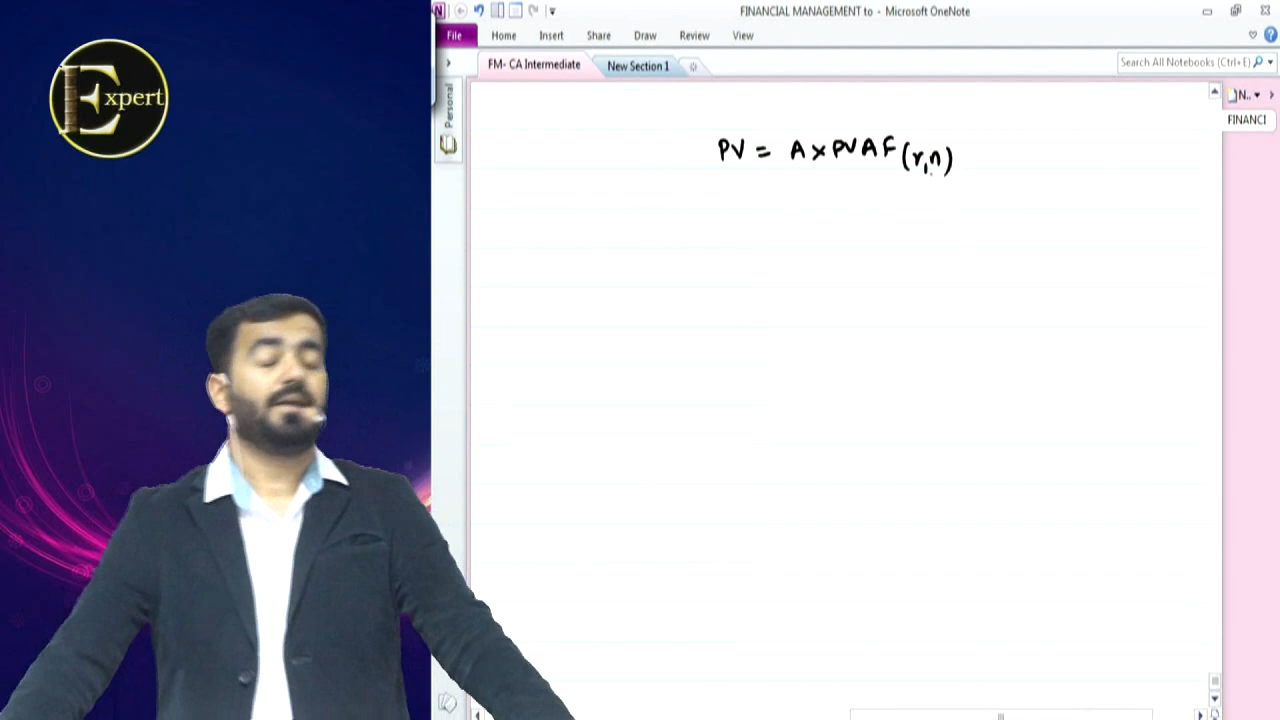 Expert
FINANCIAL MANAGEMENT to - Microsoft OneNote
File Home Insert Share Draw Review View
FM- CA Intermediate New Section 1
Search All Notebooks (Ctrl+E)
Personal
N..
FINANCI
PV = A x PVAF(r,n)